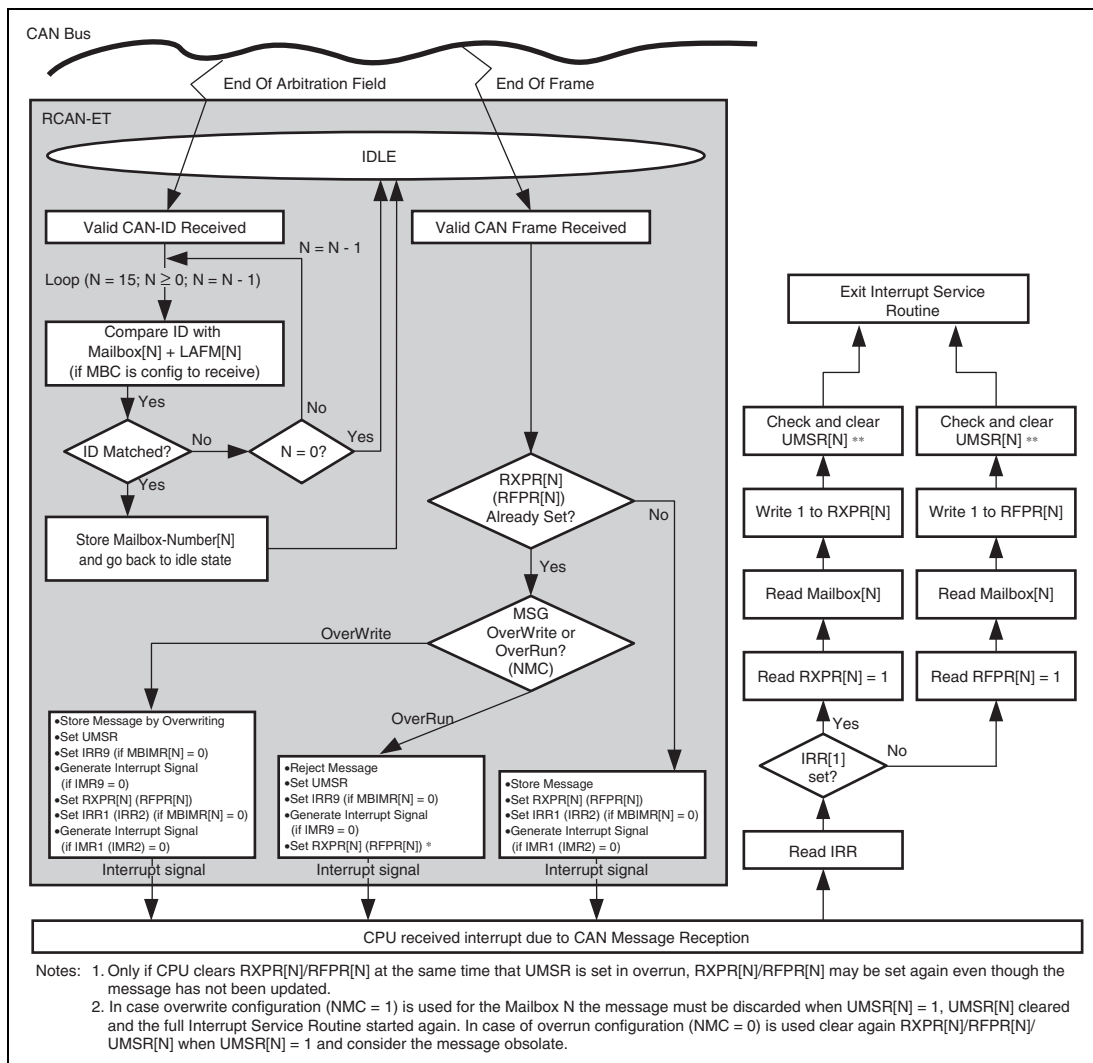 CAN Bus
End Of Arbitration Field
End Of Frame
RCAN-ET
IDLE
Valid CAN-ID Received
Valid CAN Frame Received
N = N - 1
Loop (N = 15; N ≥ 0; N = N - 1)
Compare ID with
Mailbox[N] + LAFM[N]
(if MBC is config to receive)
Yes
No
ID Matched?
No
N = 0?
Yes
Yes
Store Mailbox-Number[N]
and go back to idle state
RXPR[N]
(RFPR[N])
Already Set?
No
Yes
MSG
OverWrite or
OverRun?
(NMC)
OverWrite
OverRun
•Store Message by Overwriting
•Set UMSR
•Set IRR9 (if MBIMR[N] = 0)
•Generate Interrupt Signal
(if IMR9 = 0)
•Set RXPR[N] (RFPR[N])
•Set IRR1 (IRR2) (if MBIMR[N] = 0)
•Generate Interrupt Signal
(if IMR1 (IMR2) = 0)
•Reject Message
•Set UMSR
•Set IRR9 (if MBIMR[N] = 0)
•Generate Interrupt Signal
(if IMR9 = 0)
•Set RXPR[N] (RFPR[N]) *
•Store Message
•Set RXPR[N] (RFPR[N])
•Set IRR1 (IRR2) (if MBIMR[N] = 0)
•Generate Interrupt Signal
(if IMR1 (IMR2) = 0)
Interrupt signal
Interrupt signal
Interrupt signal
Exit Interrupt Service
Routine
Check and clear
UMSR[N] **
Check and clear
UMSR[N] **
Write 1 to RXPR[N]
Write 1 to RFPR[N]
Read Mailbox[N]
Read Mailbox[N]
Read RXPR[N] = 1
Read RFPR[N] = 1
Yes
No
IRR[1]
set?
Read IRR
CPU received interrupt due to CAN Message Reception
Notes: 1. Only if CPU clears RXPR[N]/RFPR[N] at the same time that UMSR is set in overrun, RXPR[N]/RFPR[N] may be set again even though the
message has not been updated.
2. In case overwrite configuration (NMC = 1) is used for the Mailbox N the message must be discarded when UMSR[N] = 1, UMSR[N] cleared
and the full Interrupt Service Routine started again. In case of overrun configuration (NMC = 0) is used clear again RXPR[N]/RFPR[N]/
UMSR[N] when UMSR[N] = 1 and consider the message obsolate.